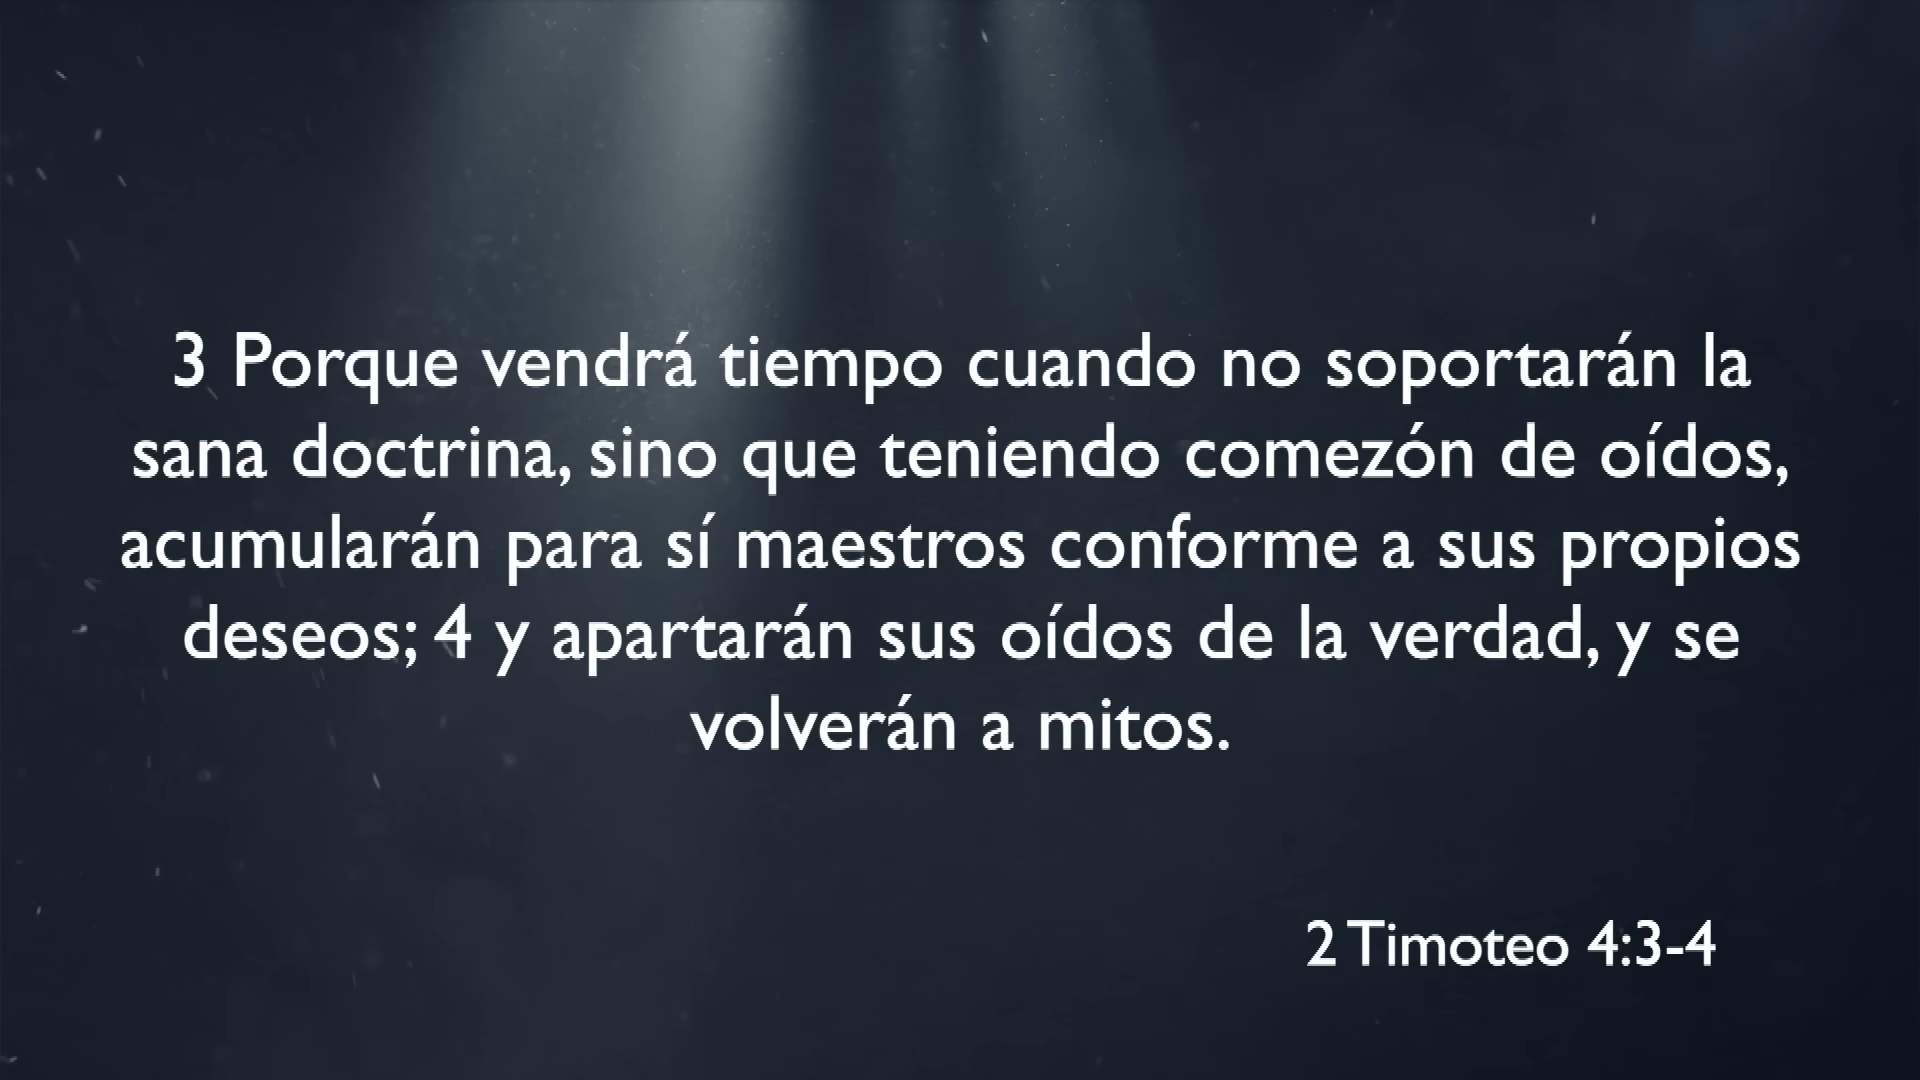 3 Porque vendrá tiempo cuando no soportarán la
sana doctrina, sino que teniendo comezón de oídos,
acumularán para sí maestros conforme a sus propios
deseos; 4 y apartarán sus oídos de la verdad, y se
volverán a mitos.
2 Timoteo 4:3-4